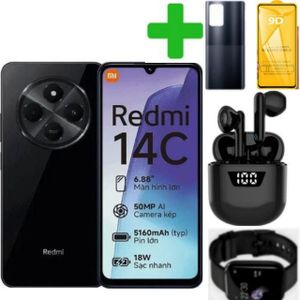 9D
mi
Redmi
14C
6.88"
Màn hình lớn
50MP AI
Camera kép
5160mAh (typ)
Pin lớn
18W
Sạc nhanh
100
Redmi